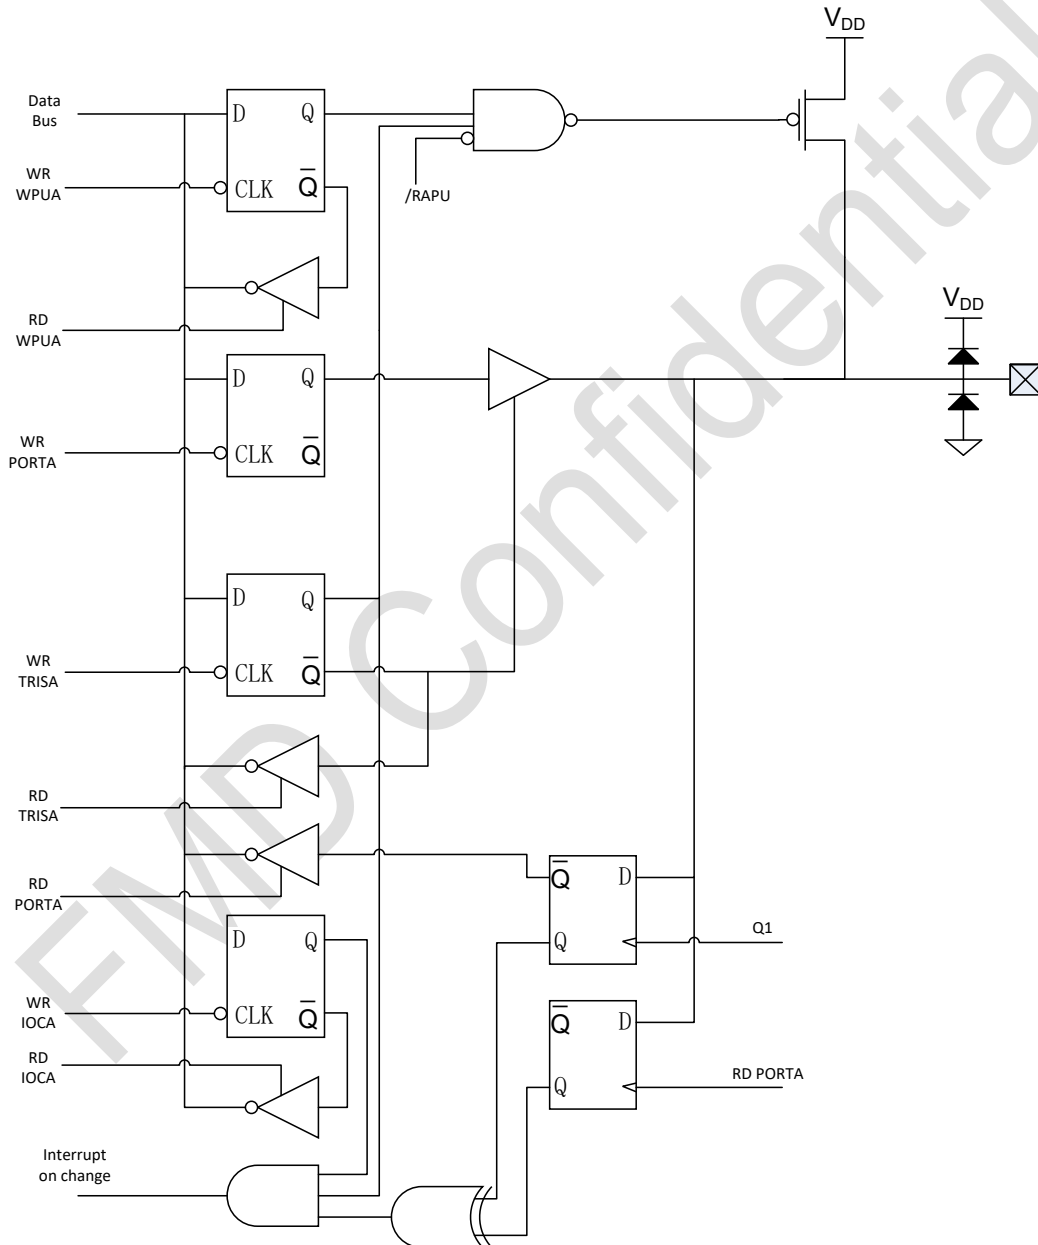 VDD
Data
Bus
D
Q
WR
WPUA
CLK
Q
/RAPU
RD
WPUA
VDD
D
Q
WR
PORTA
CLK
Q
D
Q
WR
TRISA
CLK
Q
RD
TRISA
RD
PORTA
Q
D
Q
Q1
D
Q
WR
IOCA
CLK
Q
Q
D
Q
RD PORTA
RD
IOCA
Interrupt
on change
FMD Confidential